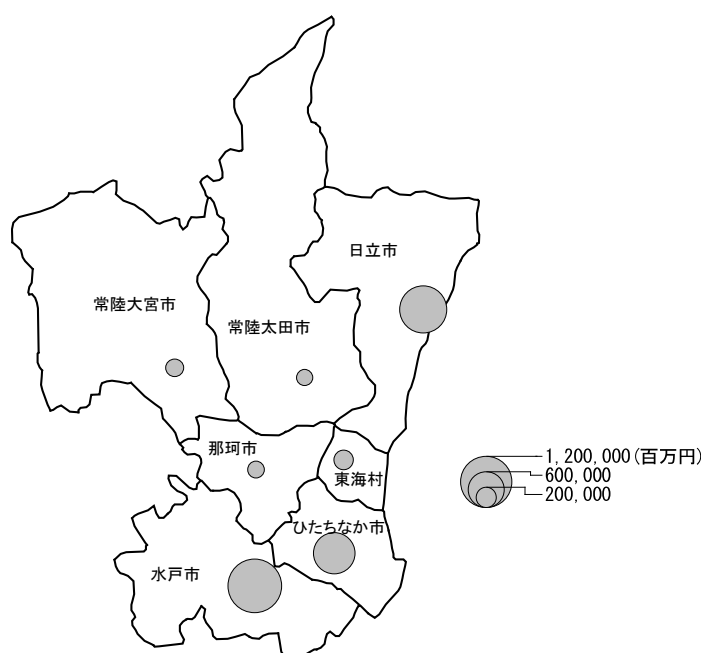 日立市
常陸大宮市
常陸太田市
那珂市
東海村
ひたちなか市
水戸市
1,200,000(百万円)
600,000
200,000